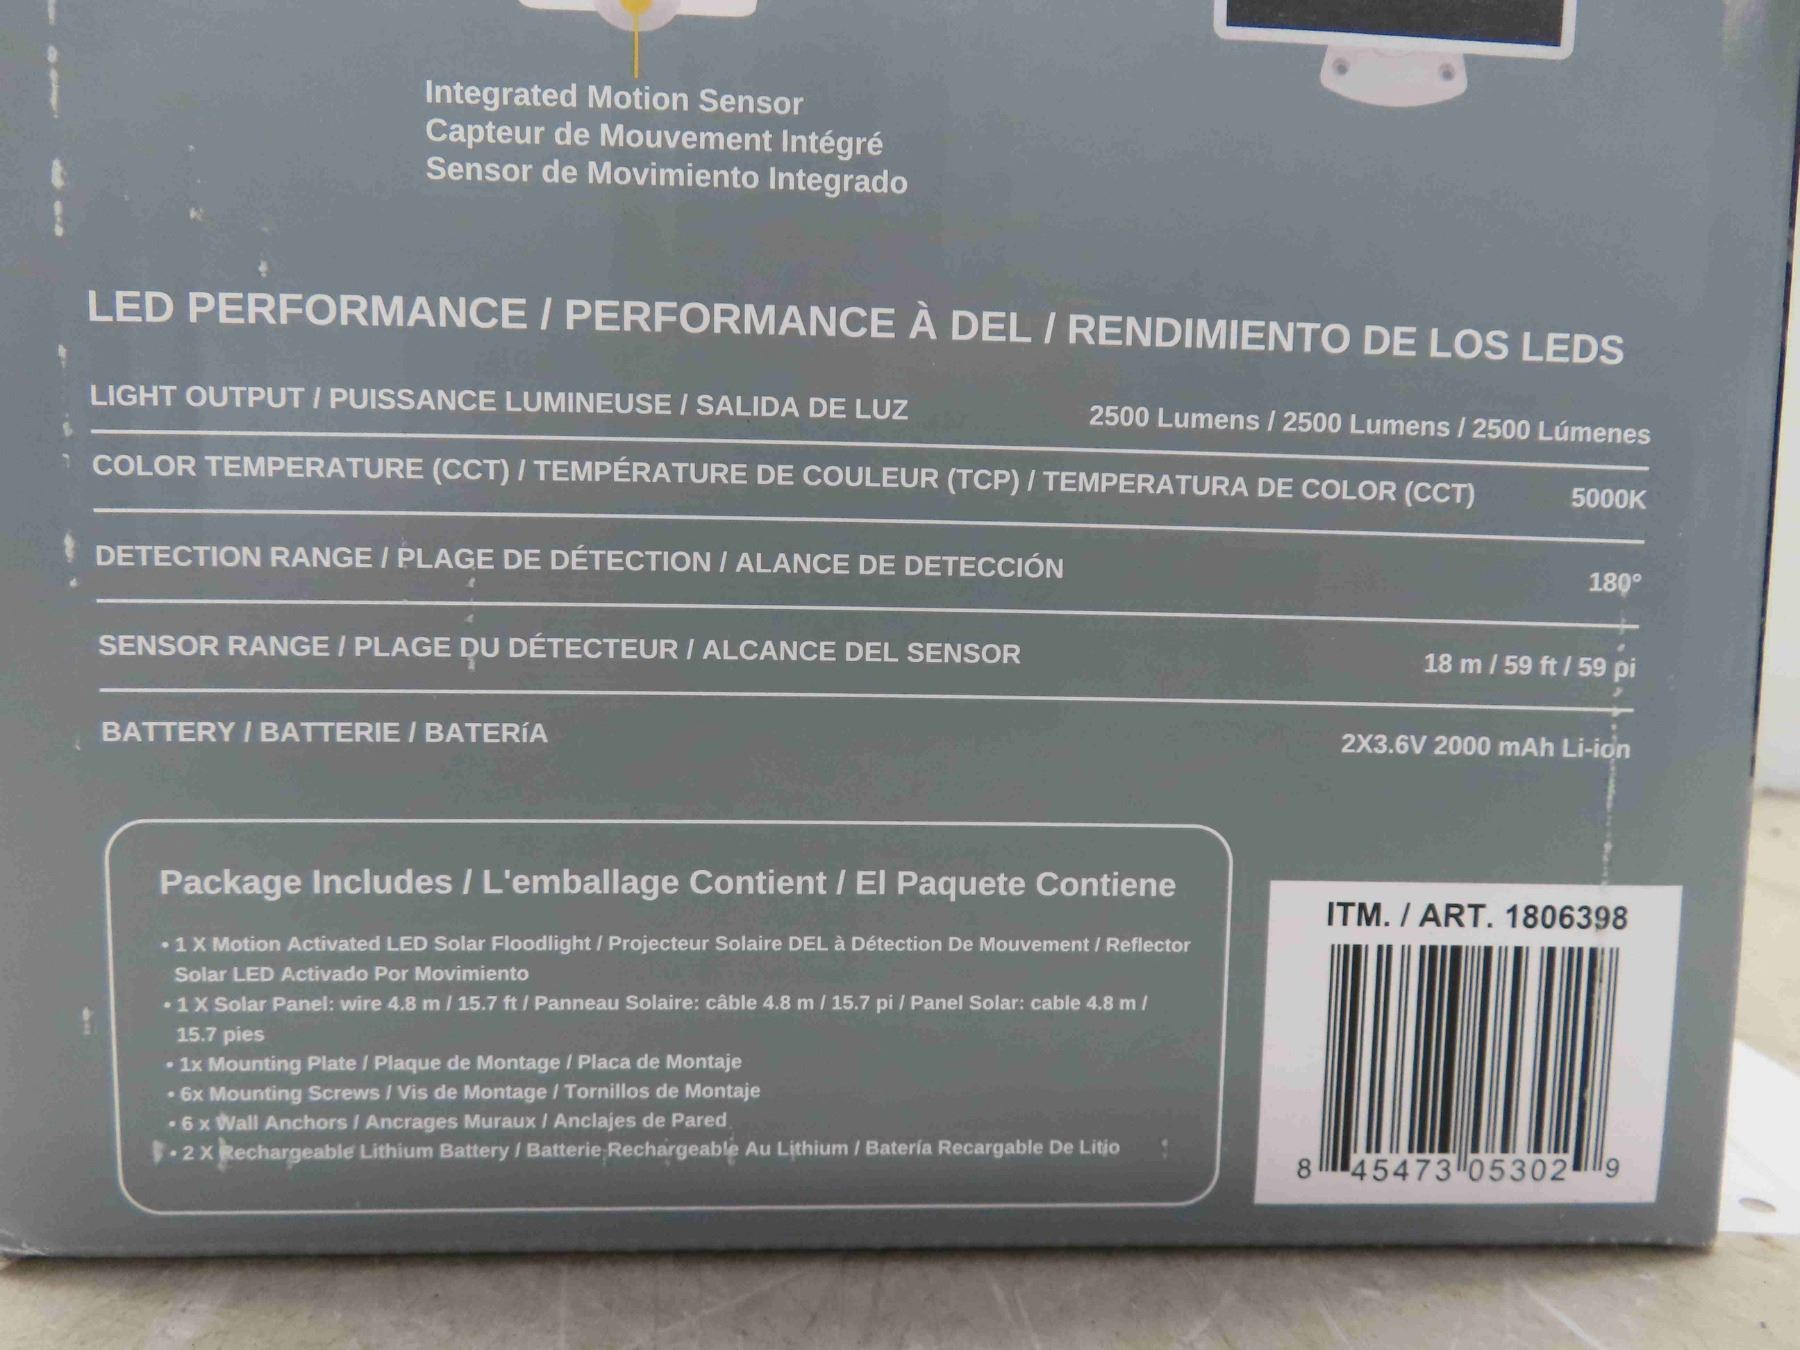 Integrated Motion Sensor
Capteur de Mouvement Intégré
Sensor de Movimiento Integrado
LED PERFORMANCE / PERFORMANCE À DEL / RENDIMIENTO DE LOS LEDS
LIGHT OUTPUT / PUISSANCE LUMINEUSE / SALIDA DE LUZ 2500 Lumens / 2500 Lumens / 2500 Lúmenes
COLOR TEMPERATURE (CCT) / TEMPÉRATURE DE COULEUR (TCP) / TEMPERATURA DE COLOR (CCT) 5000K
DETECTION RANGE / PLAGE DE DÉTECTION / ALANCE DE DETECCIÓN 180°
SENSOR RANGE / PLAGE DU DÉTECTEUR / ALCANCE DEL SENSOR 18 m / 59 ft / 59 pi
BATTERY / BATTERIE / BATERíA 2X3.6V 2000 mAh Li-ion
Package Includes / L'emballage Contient / El Paquete Contiene
• 1 X Motion Activated LED Solar Floodlight / Projecteur Solaire DEL à Détection De Mouvement / Reflector
Solar LED Activado Por Movimiento
• 1 X Solar Panel: wire 4.8 m / 15.7 ft / Panneau Solaire: câble 4.8 m / 15.7 pi / Panel Solar: cable 4.8 m /
15.7 pies
• 1x Mounting Plate / Plaque de Montage / Placa de Montaje
• 6x Mounting Screws / Vis de Montage / Tornillos de Montaje
• 6 x Wall Anchors / Ancrages Muraux / Anclajes de Pared
• 2 X Rechargeable Lithium Battery / Batterie Rechargeable Au Lithium / Batería Recargable De Litio
ITM. / ART. 1806398
8 45473 05302 9